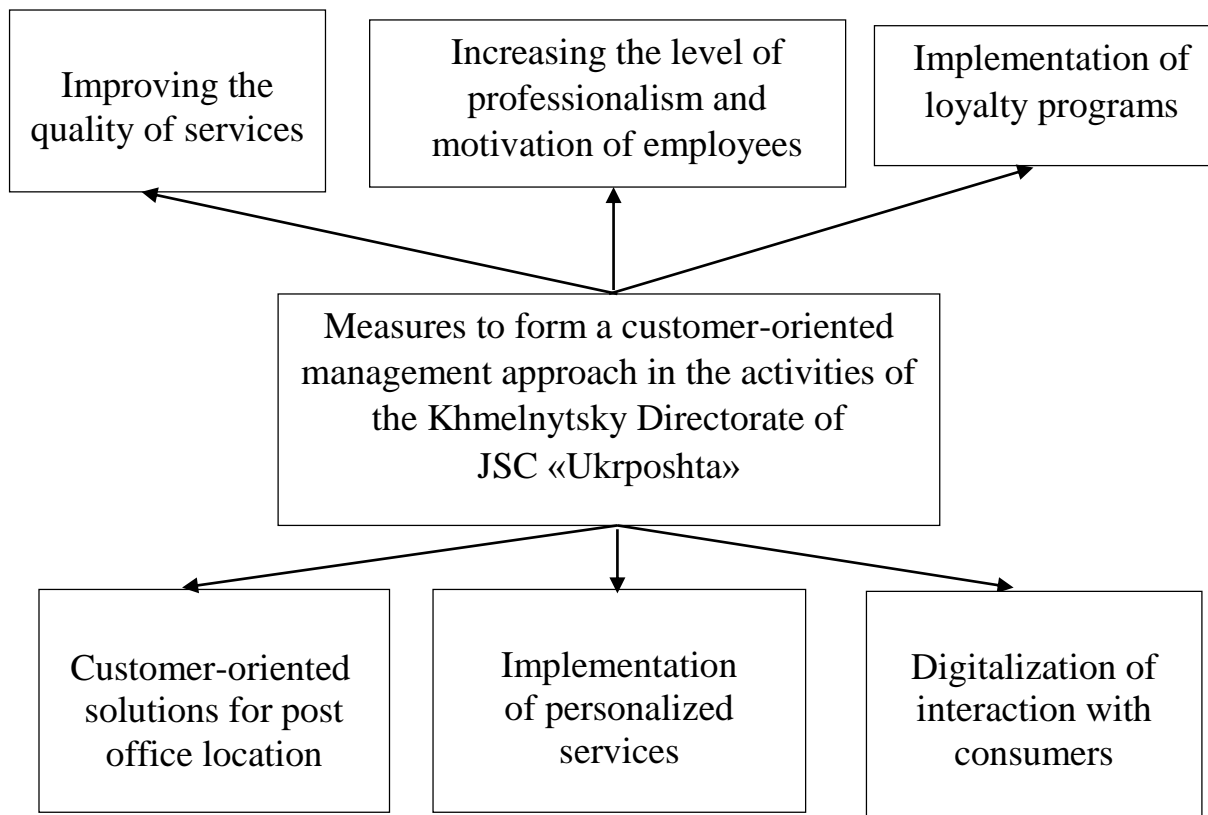 Improving the
quality of services
Increasing the level of
professionalism and
motivation of employees
Implementation of
loyalty programs
Measures to form a customer-oriented
management approach in the activities of
the Khmelnytsky Directorate of
JSC «Ukrposhta»
Customer-oriented
solutions for post
office location
Implementation
of personalized
services
Digitalization of
interaction with
consumers